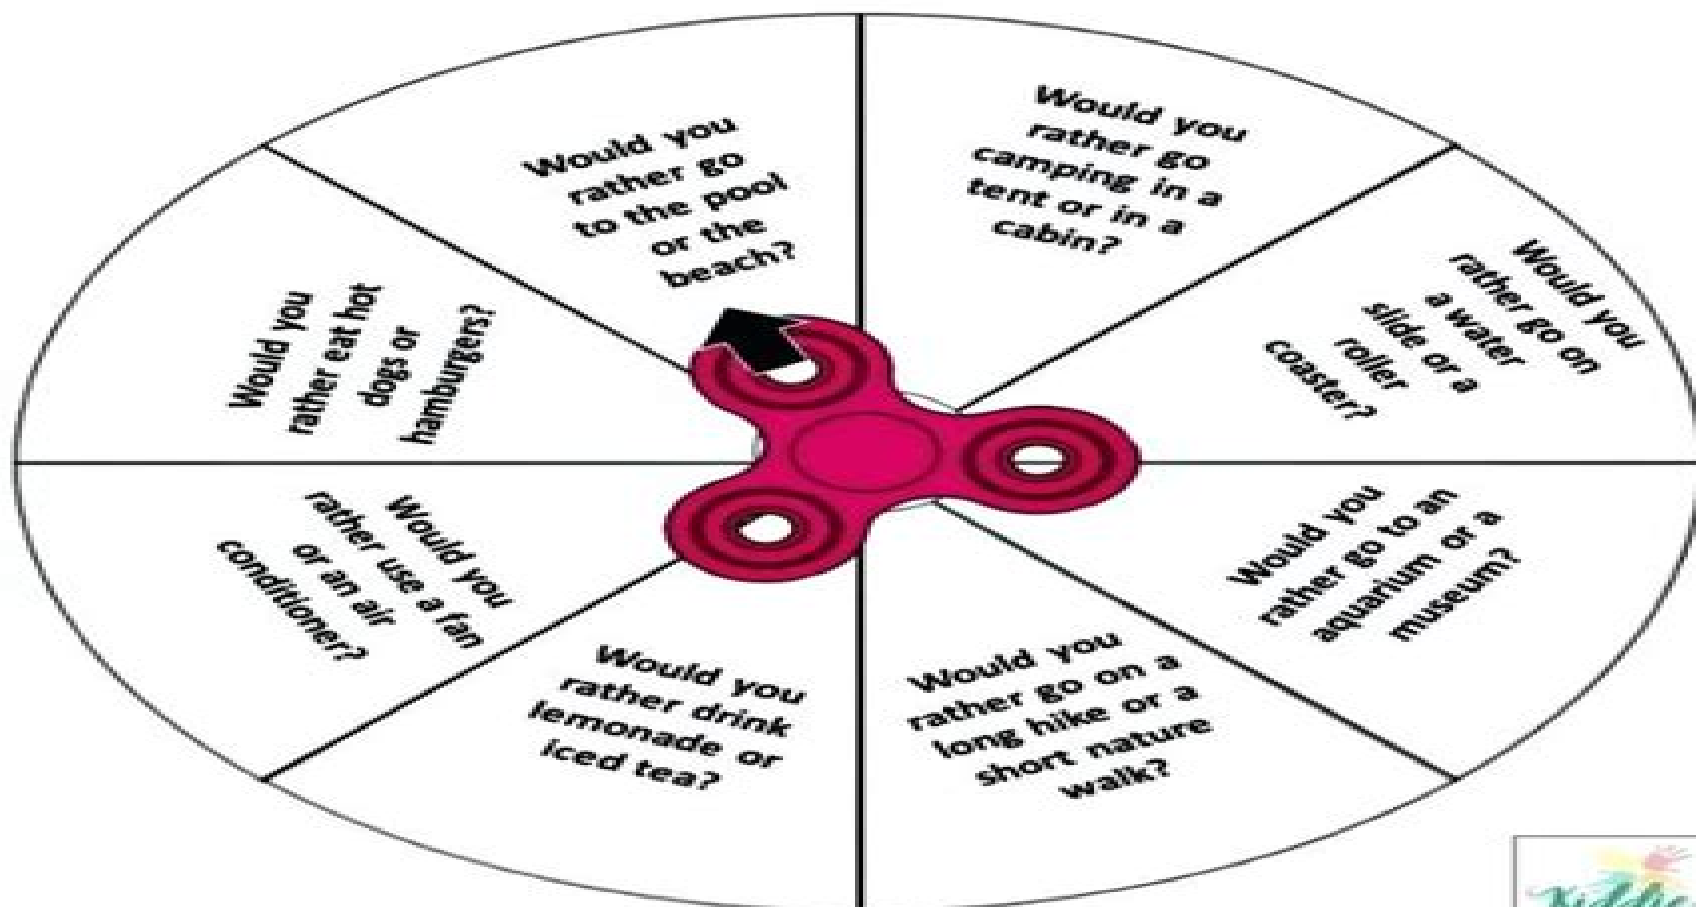 Would you
rather go
to the pool
or the
beach?
Would you
rather go
camping in a
tent or in a
cabin?
Would you
rather go on
a water
slide or a
roller
coaster?
Would you
rather go to an
aquarium or a
museum?
Would you
rather go on a
long hike or a
short nature
walk?
Would you
rather drink
lemonade or
iced tea?
Would you
rather use a fan
or an air
conditioner?
Would you
rather eat hot
dogs or
hamburgers?